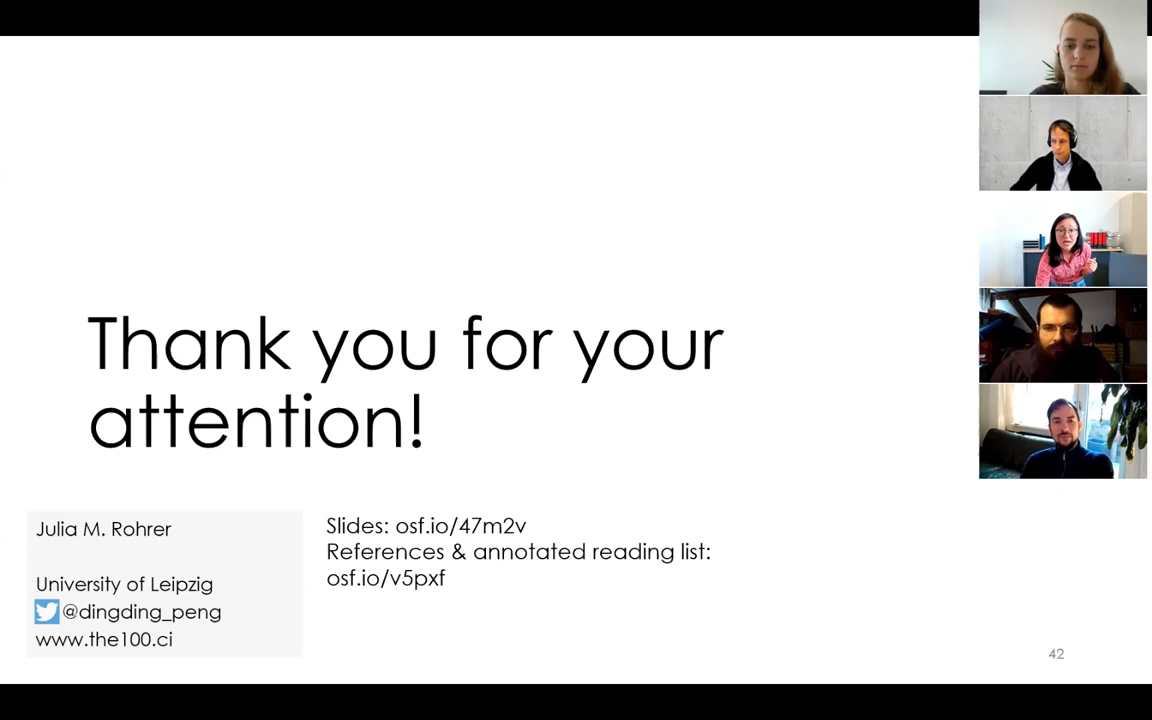 Thank you for your
attention!
Julia M. Rohrer
University of Leipzig
@dingding_peng
www.the100.ci
Slides: osf.io/47m2v
References & annotated reading list:
osf.io/v5pxf
42